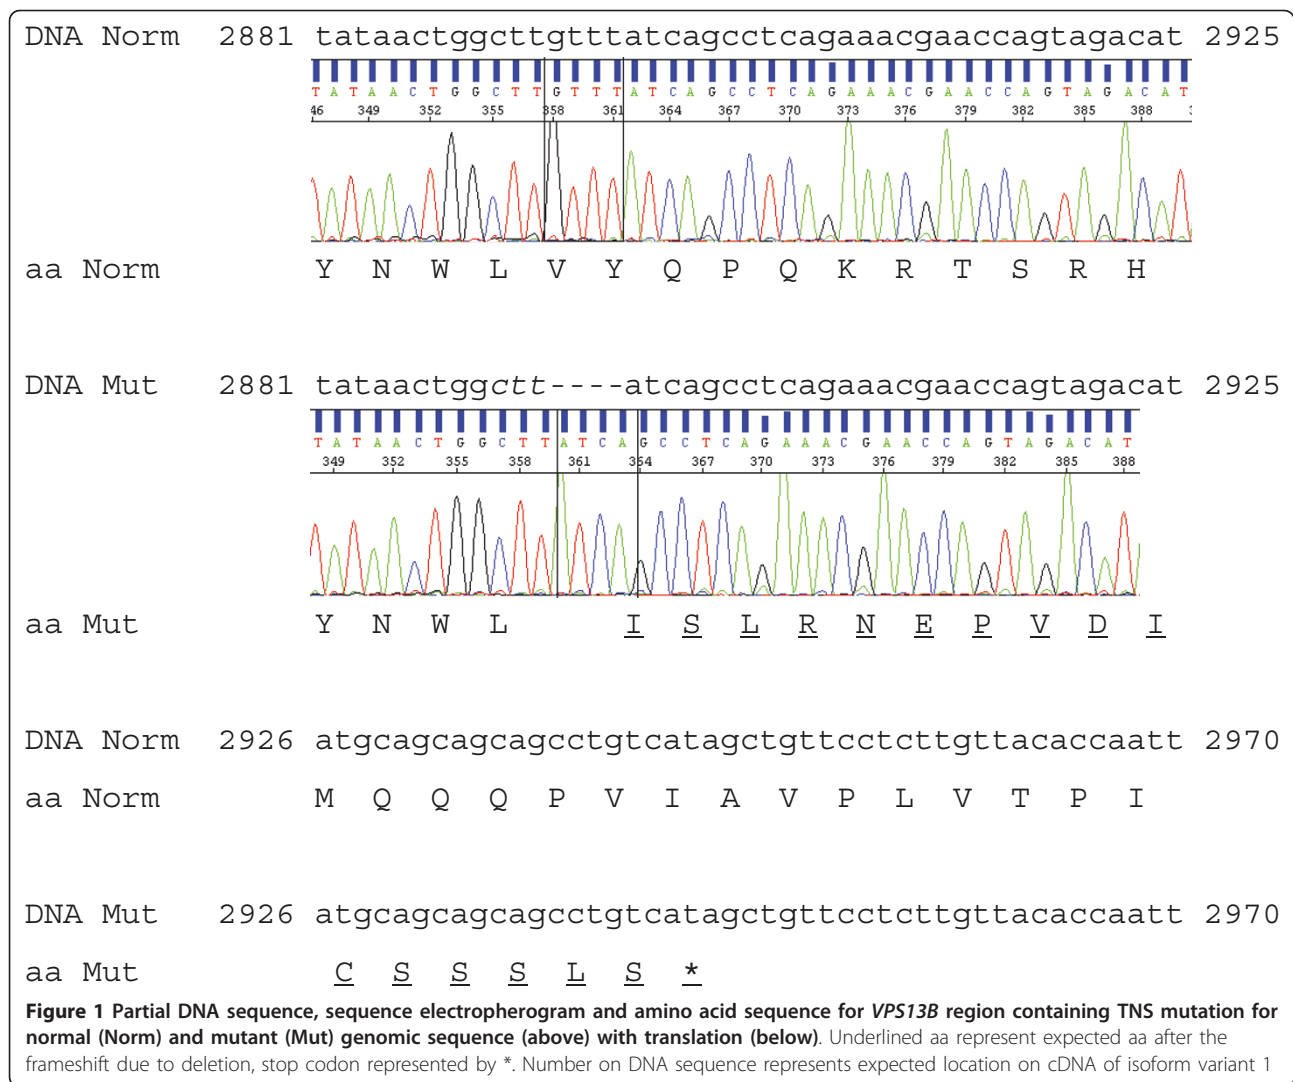 DNA Norm 2881 tataactggcttgtttatcagcctcagaaacgaaccagtagacat 2925
T A T A A C T G G C T T G T T T A T C A G C C T C A G A A A C G A A C C A G T A G A C A T
46 349 352 355 358 361 364 367 370 373 376 379 382 385 388
aa Norm Y N W L V Y Q P Q K R T S R H
DNA Mut 2881 tataactggctt----atcagcctcagaaacgaaccagtagacat 2925
T A T A A C T G G C T T A T C A G C C T C A G A A A C G A A C C A G T A G A C A T
349 352 355 358 361 364 367 370 373 376 379 382 385 388
aa Mut Y N W L I S L R N E P V D I
DNA Norm 2926 atgcagcagcagcctgtcatagctgttcctcttgttacaccaatt 2970
aa Norm M Q Q Q P V I A V P L V T P I
DNA Mut 2926 atgcagcagcagcctgtcatagctgttcctcttgttacaccaatt 2970
aa Mut C S S S L S *
Figure 1 Partial DNA sequence, sequence electropherogram and amino acid sequence for VPS13B region containing TNS mutation for
normal (Norm) and mutant (Mut) genomic sequence (above) with translation (below). Underlined aa represent expected aa after the
frameshift due to deletion, stop codon represented by *. Number on DNA sequence represents expected location on cDNA of isoform variant 1